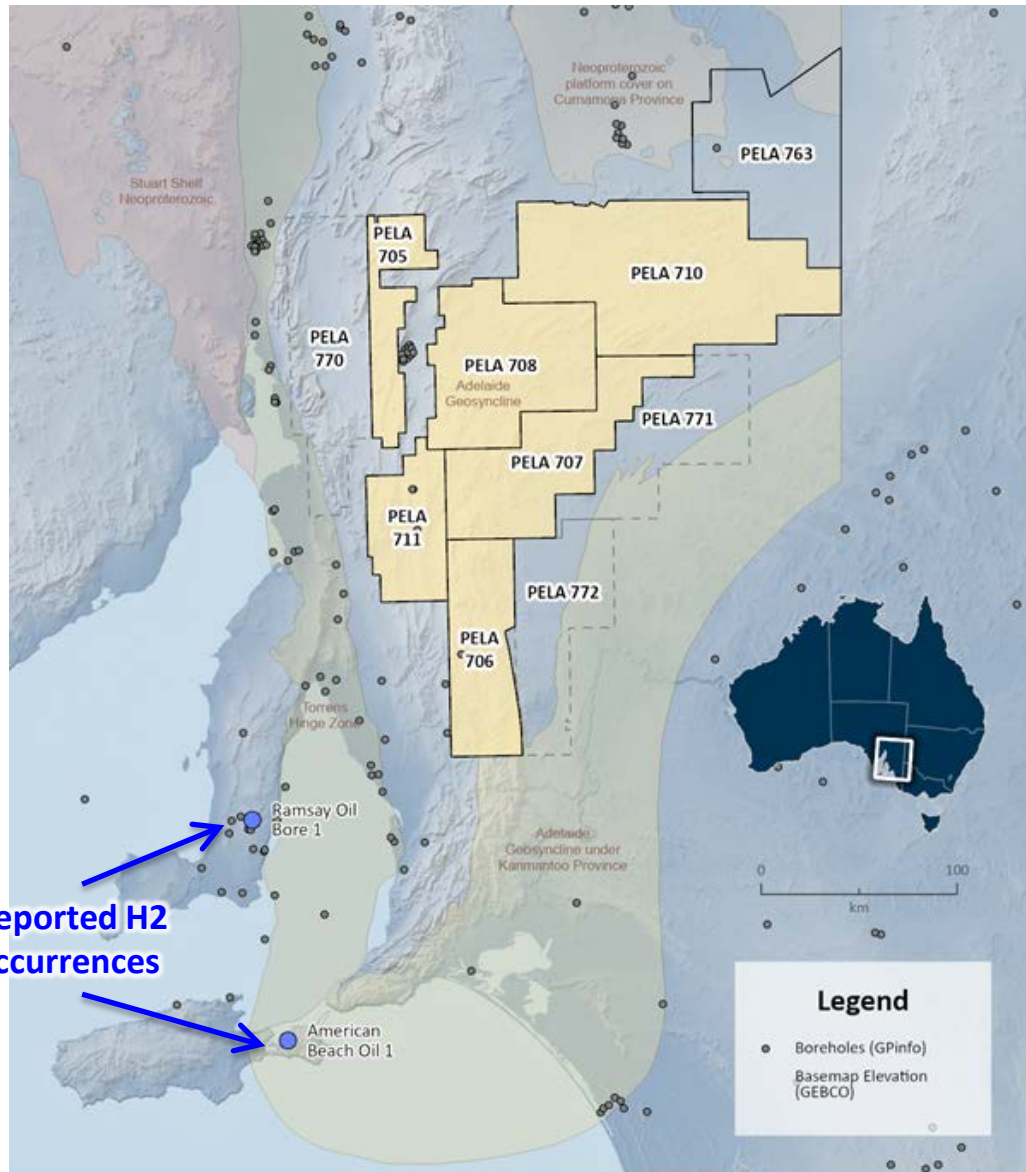 Neoproterozoic
platform cover on
Curnamona Province
PELA 763
Stuart Shelf
Neoproterozoic
PELA
705
PELA 710
PELA
770
PELA 708
Adelaide
Geosyncline
PELA 771
PELA 707
PELA
711
PELA 772
PELA
706
Torrens
Hinge Zone
Ramsay Oil
Bore 1
Adelaide
Geosyncline under
Kanmantoo Province
0 100
km
eported H2
ccurrences
American
Beach Oil 1
Legend
Boreholes (GPinfo)
Basemap Elevation
(GEBCO)